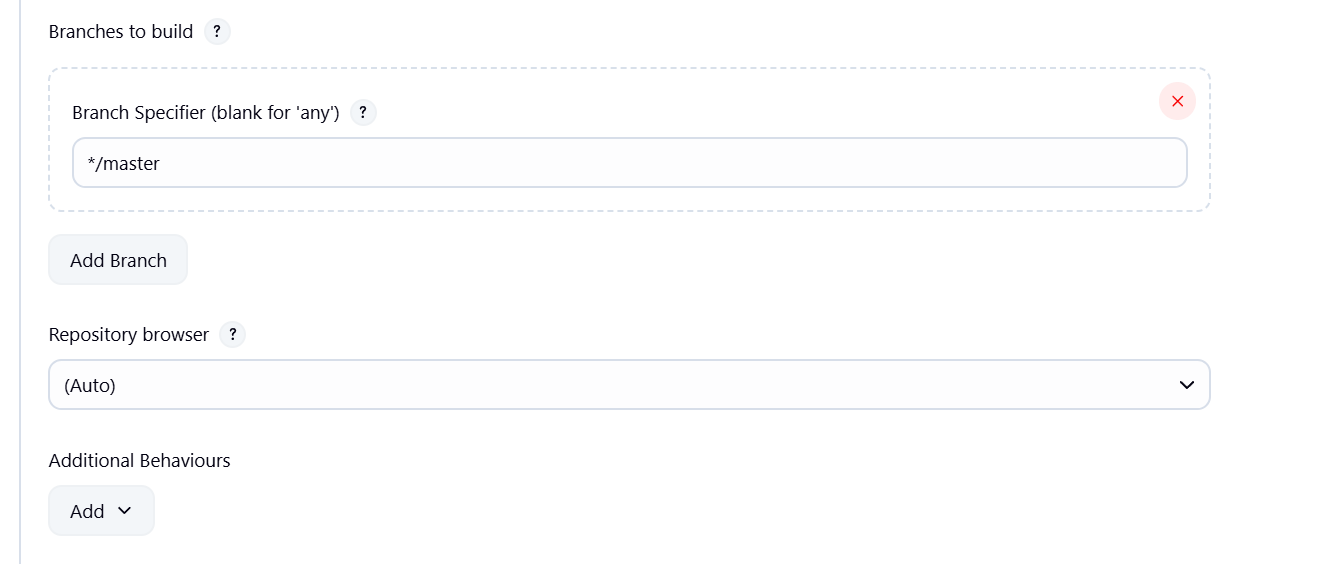 Branches to build ?
Branch Specifier (blank for 'any') ?
*/master
Add Branch
Repository browser ?
(Auto)
Additional Behaviours
Add